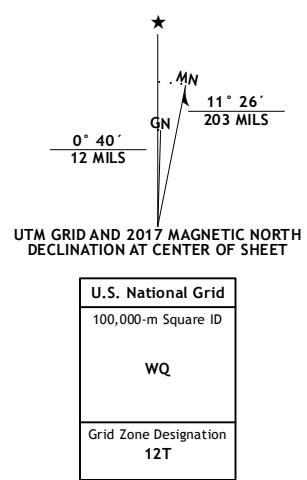 ★
MN
GN
11° 26´
203 MILS
0° 40´
12 MILS
UTM GRID AND 2017 MAGNETIC NORTH
DECLINATION AT CENTER OF SHEET
U.S. National Grid
100,000-m Square ID
WQ
Grid Zone Designation
12T